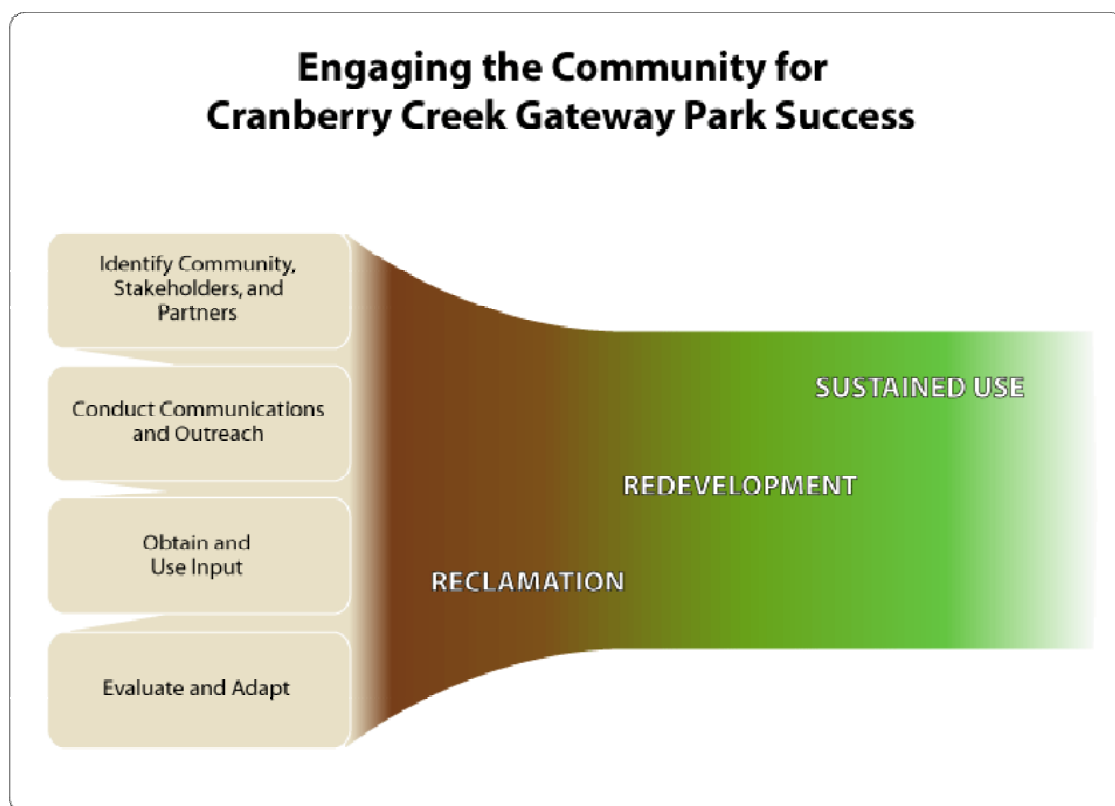 Engaging the Community for
Cranberry Creek Gateway Park Success
Identify Community,
Stakeholders, and
Partners
Conduct Communications
and Outreach
Obtain and
Use Input
Evaluate and Adapt
RECLAMATION
REDEVELOPMENT
SUSTAINED USE